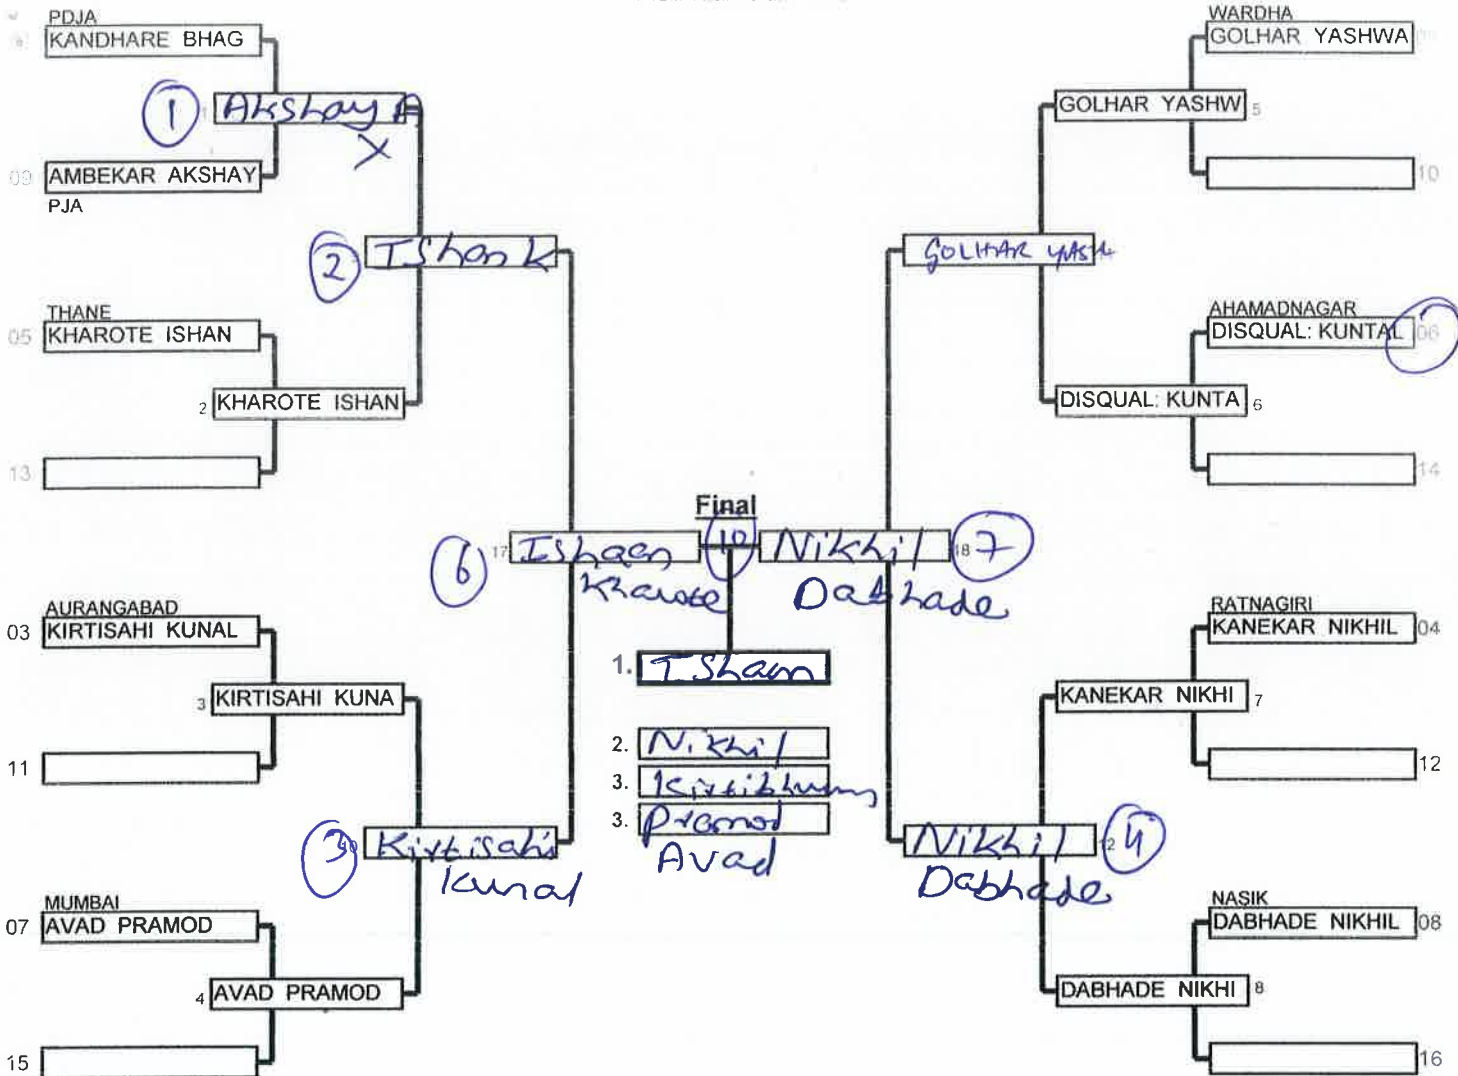 PDJA
KANDHARE BHAG
1
Akshay A
X
09 AMBEKAR AKSHAY
PJA
2
Ishan K
THANE
05 KHAROTE ISHAN
2 KHAROTE ISHAN
13
6
17 Ishaan
Kharote
AURANGABAD
03 KIRTISAHI KUNAL
3 KIRTISAHI KUNA
11
3
Kirtisahi
Kunal
MUMBAI
07 AVAD PRAMOD
4 AVAD PRAMOD
15
Final
10
1. Ishaan
2. Nikhil
3.
3. Pramod
Avad
WARDHA
GOLHAR YASHWA
GOLHAR YASHW 5
10
GOLHAR YASH
AHAMADNAGAR
DISQUAL: KUNTAL 06
DISQUAL: KUNTA 6
14
Nikhil 18 7
Dabhade
RATNAGIRI
KANEKAR NIKHIL 04
KANEKAR NIKHI 7
12
Nikhil 12 4
Dabhade
NASIK
DABHADE NIKHIL 08
DABHADE NIKHI 8
16